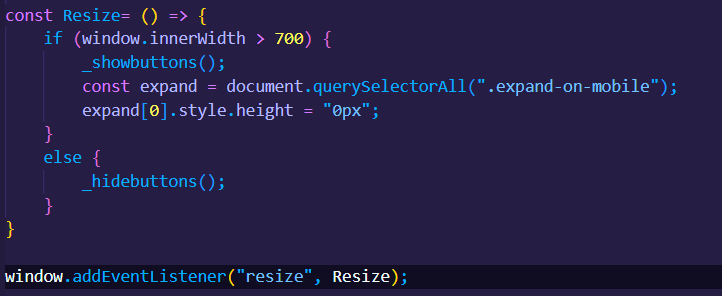 const Resize= () => {
    if (window.innerWidth > 700) {
        _showbuttons();
        const expand = document.querySelectorAll(".expand-on-mobile");
        expand[0].style.height = "0px";
    }
    else {
        _hidebuttons();
    }
}

window.addEventListener("resize", Resize);